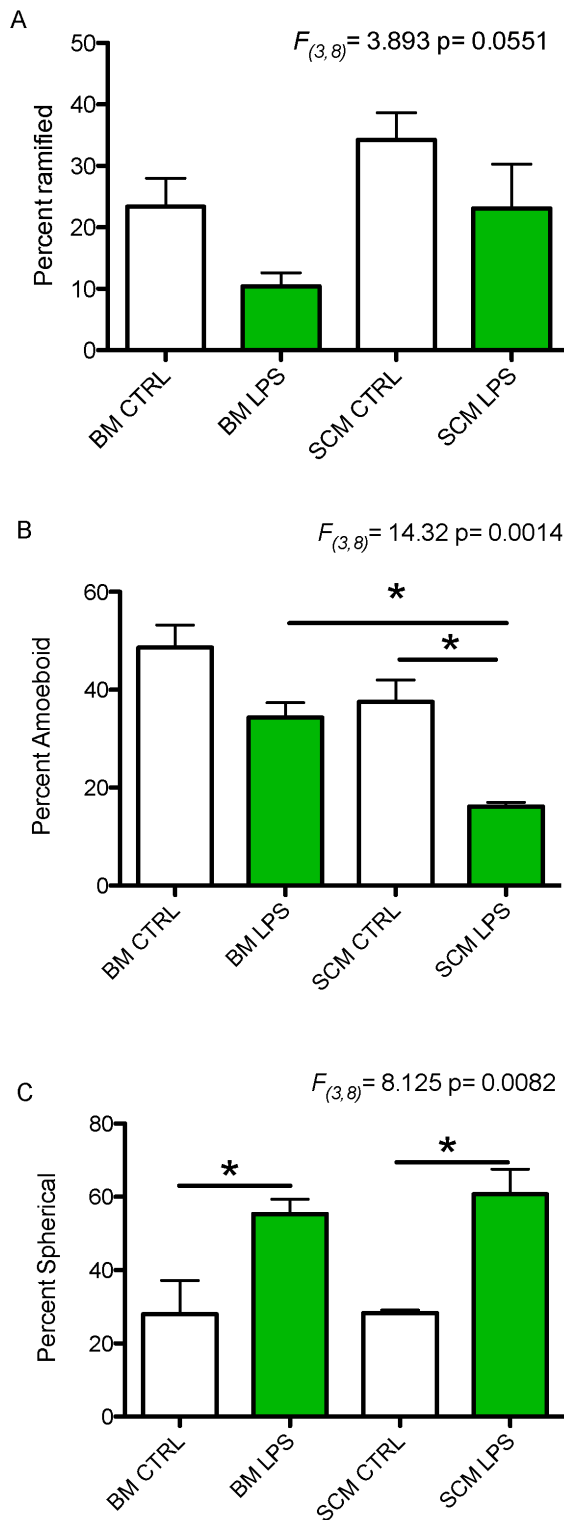 A
F(3,8)= 3.893 p= 0.0551
50
40
30
20
10
0
Percent ramified
BM CTRL
BM LPS
SCM CTRL
SCM LPS
B
F(3,8)= 14.32 p= 0.0014
60
40
20
0
Percent Amoeboid
*
*
BM CTRL
BM LPS
SCM CTRL
SCM LPS
C
F(3,8)= 8.125 p= 0.0082
80
60
40
20
0
Percent Spherical
*
*
BM CTRL
BM LPS
SCM CTRL
SCM LPS